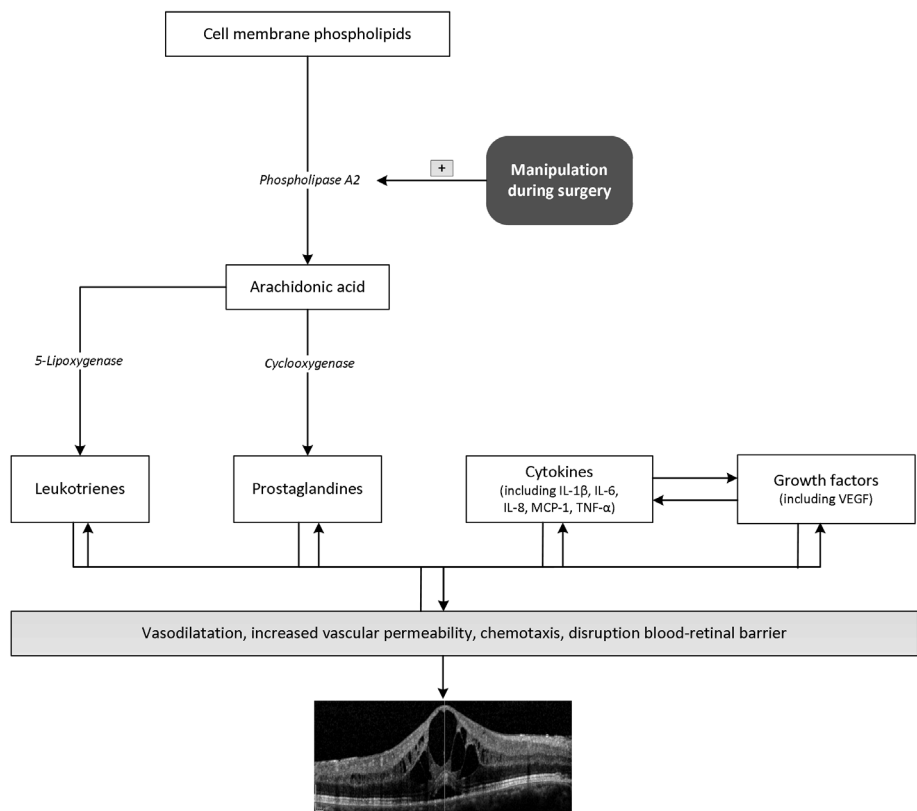 Cell membrane phospholipids
+
Manipulation
during surgery
Phospholipase A2
Arachidonic acid
5-Lipoxygenase
Cyclooxygenase
Leukotrienes
Prostaglandines
Cytokines
(including IL-1β, IL-6,
IL-8, MCP-1, TNF-α)
Growth factors
(including VEGF)
Vasodilatation, increased vascular permeability, chemotaxis, disruption blood-retinal barrier